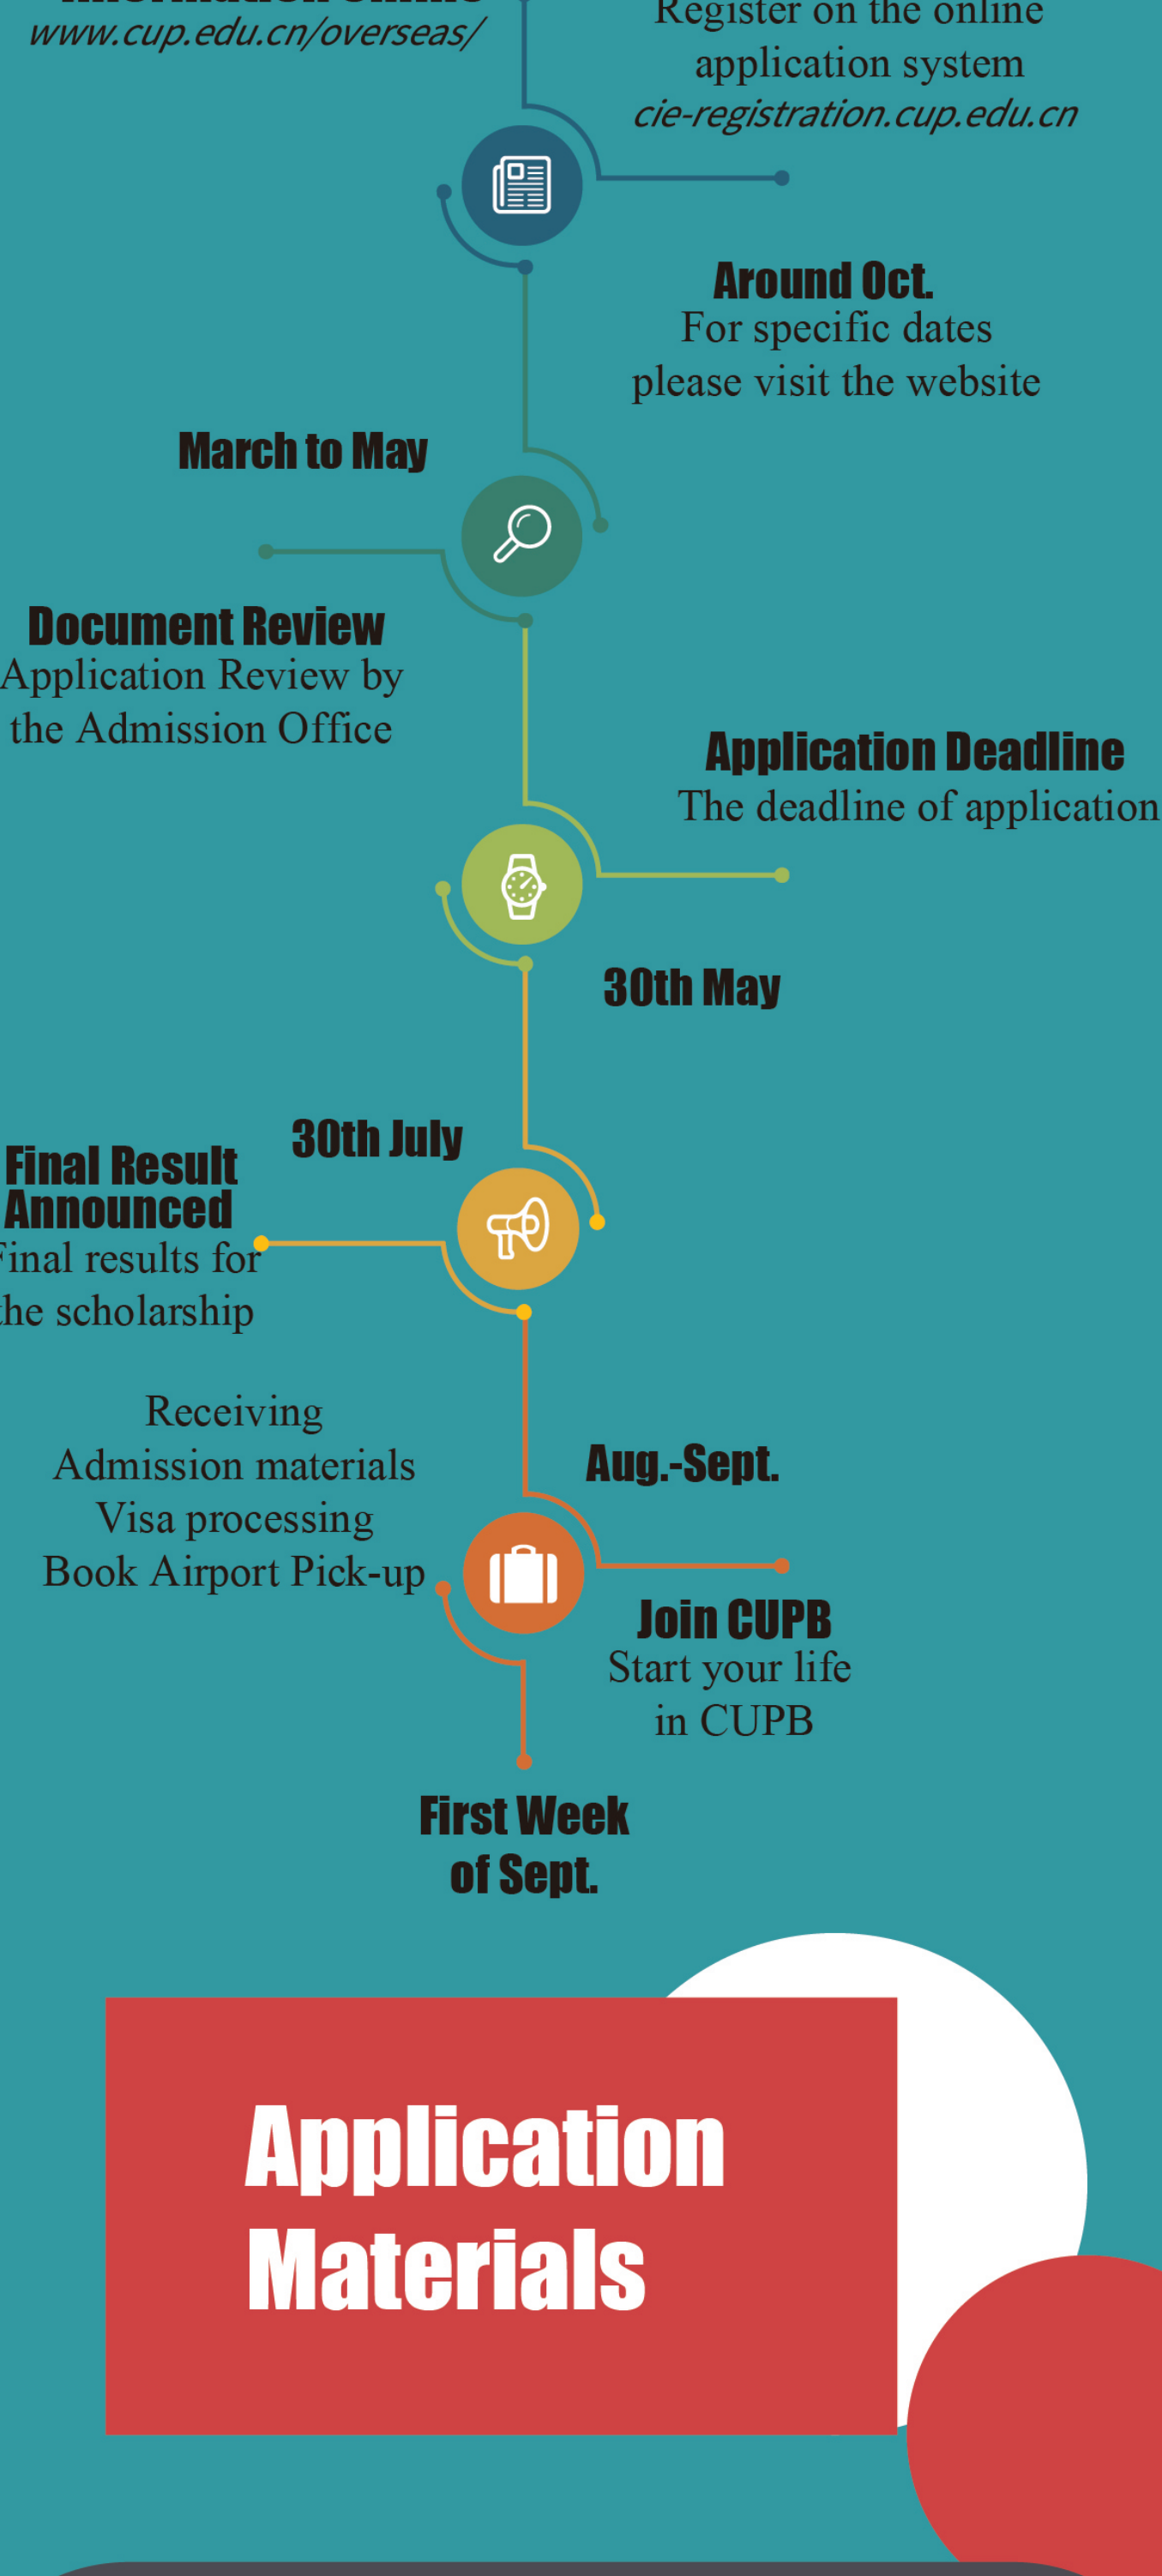 www.cup.edu.cn/overseas/
Register on the online
application system
cie-registration.cup.edu.cn
Around Oct.
For specific dates
please visit the website
March to May
Document Review
Application Review by
the Admission Office
Application Deadline
The deadline of application
30th May
30th July
Final Result
Announced
Final results for
the scholarship
Receiving
Admission materials
Visa processing
Book Airport Pick-up
Aug.-Sept.
Join CUPB
Start your life
in CUPB
First Week
of Sept.
Application
Materials